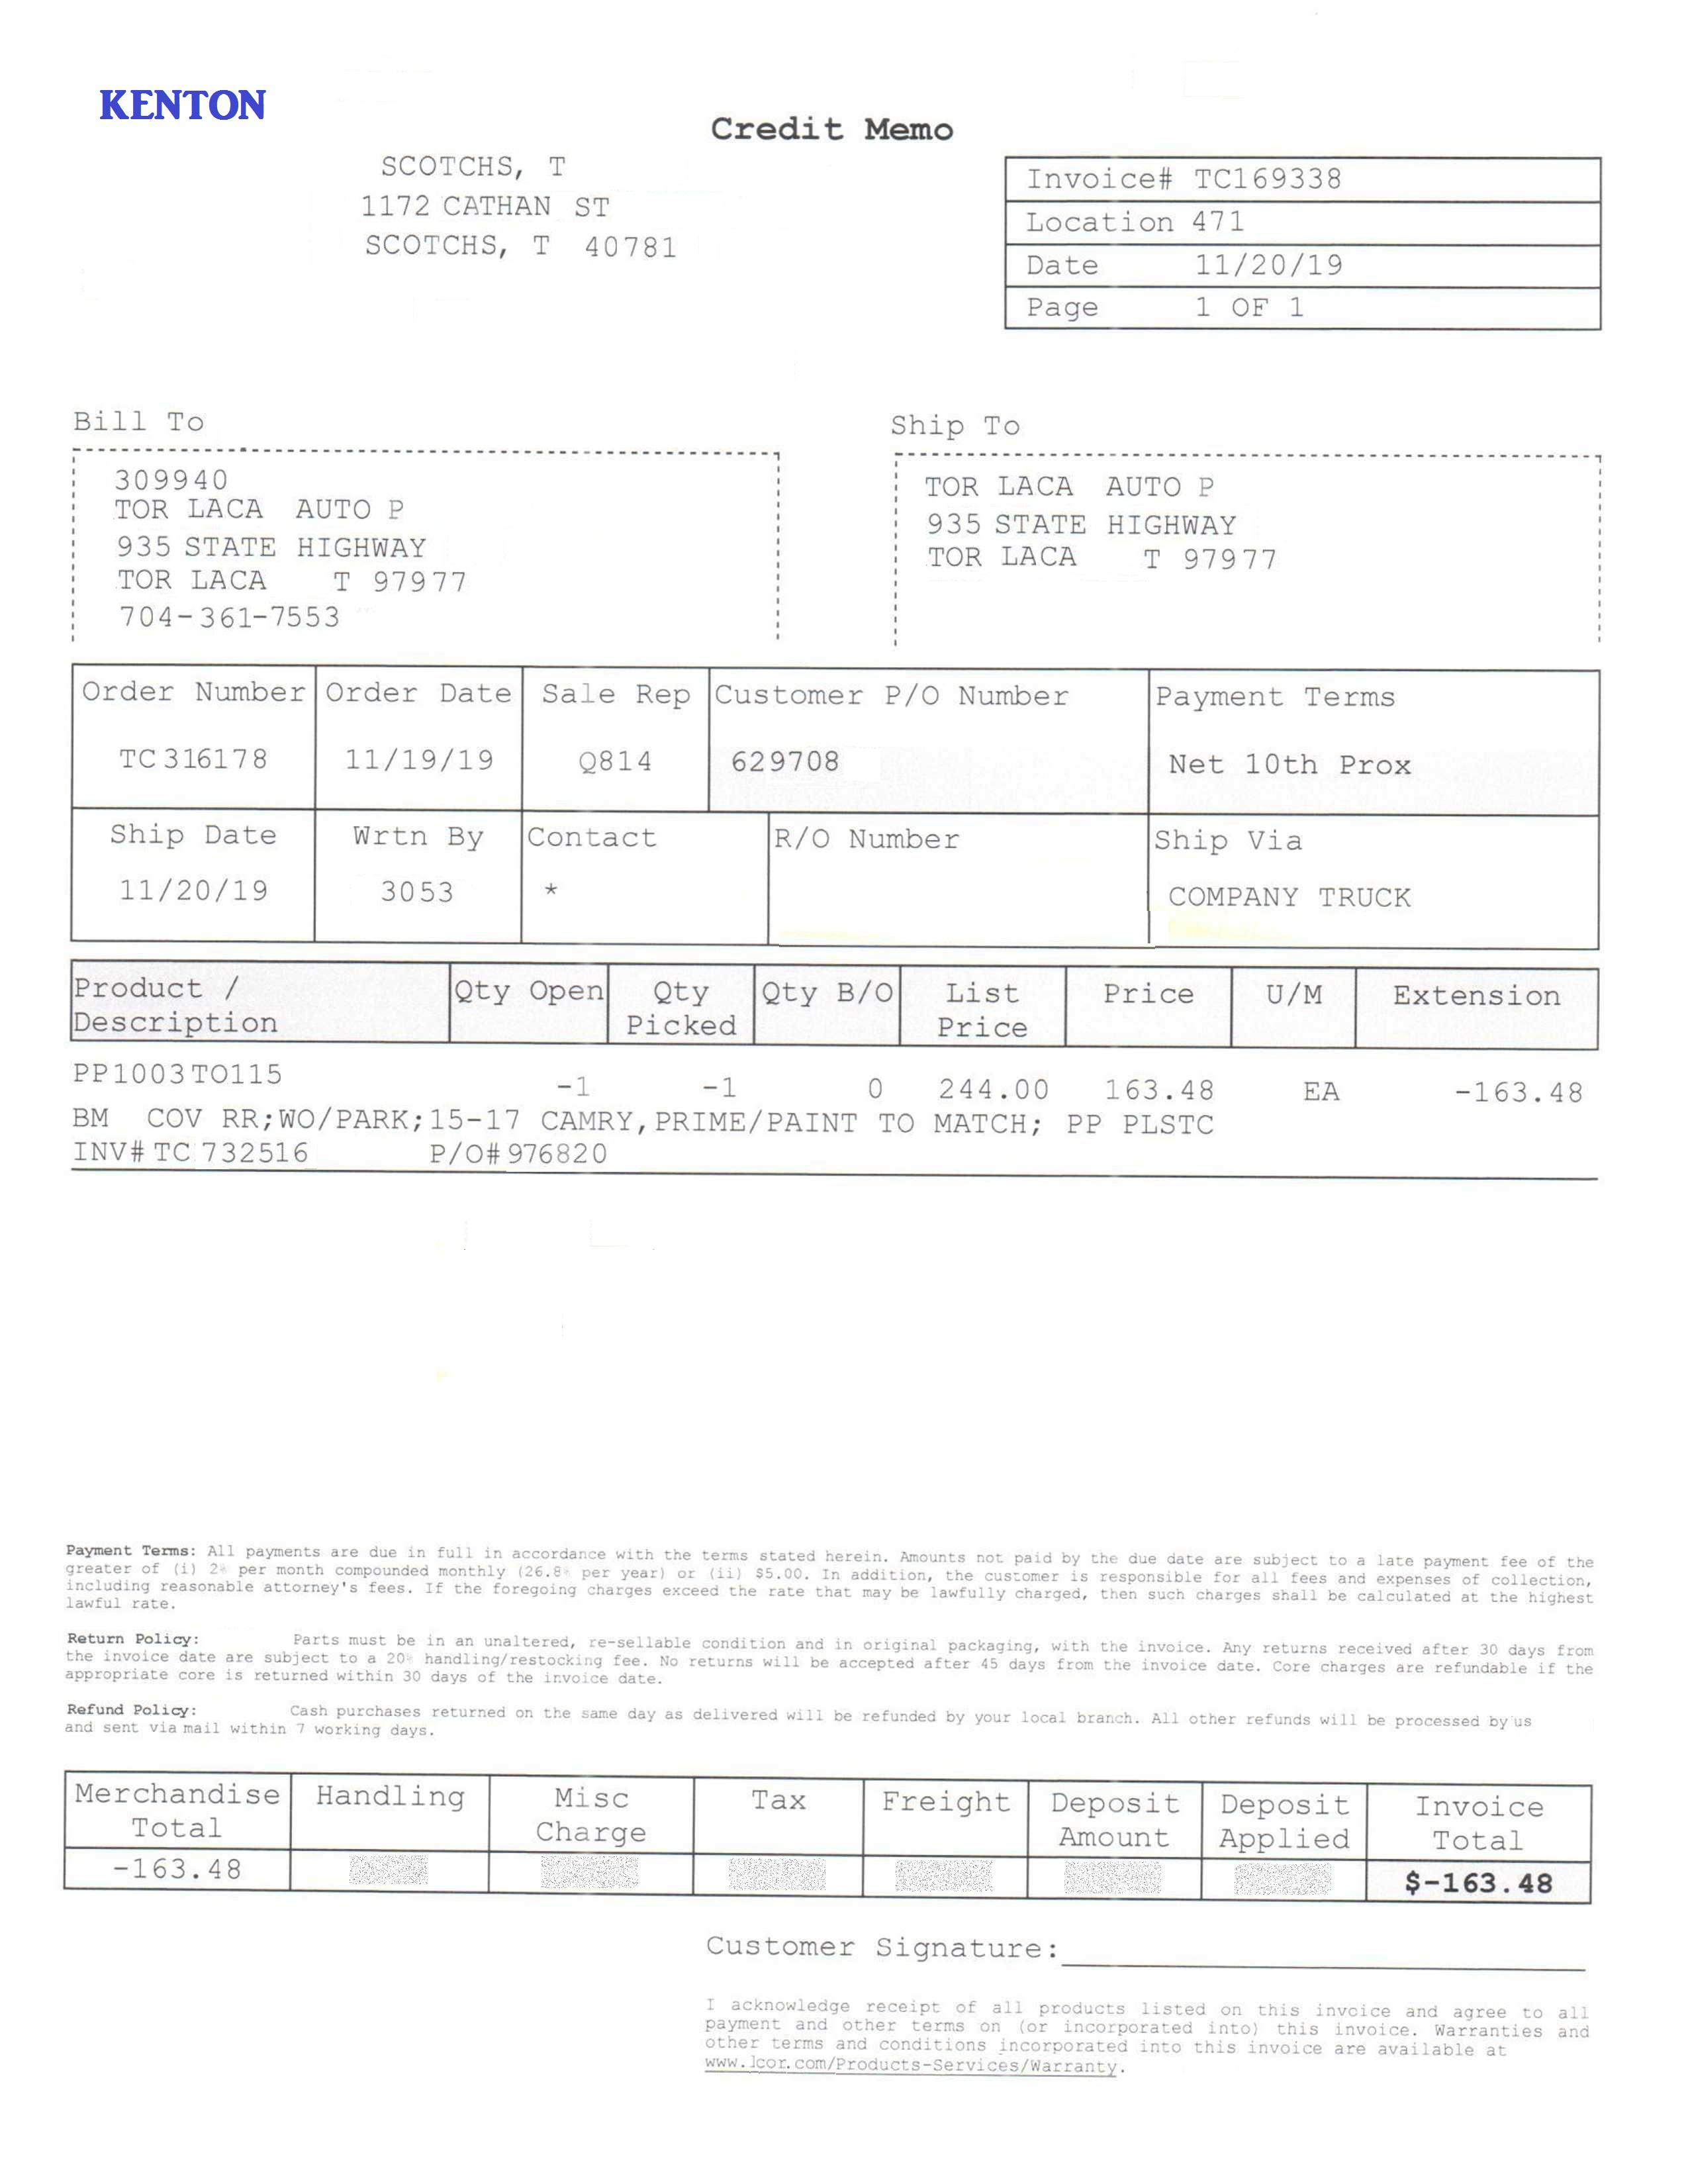 KENTON
Credit Memo
SCOTCHS, T
1172 CATHAN ST
SCOTCHS, T 40781
Invoice# TC169338
Location 471
Date 11/20/19
Page 1 OF 1
Bill To
309940
TOR LACA AUTO P
935 STATE HIGHWAY
TOR LACA T 97977
704-361-7553
Ship To
TOR LACA AUTO P
935 STATE HIGHWAY
TOR LACA T 97977
Order Number Order Date Sale Rep Customer P/O Number Payment Terms
TC316178 11/19/19 Q814 629708 Net 10th Prox
Ship Date Wrtn By Contact R/O Number Ship Via
11/20/19 3053 * COMPANY TRUCK
Product / Qty Open Qty Qty B/O List Price U/M Extension
Description Picked Price
PP1003TO115 -1 -1 0 244.00 163.48 EA -163.48
BM COV RR;WO/PARK;15-17 CAMRY,PRIME/PAINT TO MATCH; PP PLSTC
INV# TC 732516 P/O# 976820
Payment Terms: All payments are due in full in accordance with the terms stated herein. Amounts not paid by the due date are subject to a late payment fee of the
greater of (i) 2% per month compounded monthly (26.8% per year) or (ii) $5.00. In addition, the customer is responsible for all fees and expenses of collection,
including reasonable attorney's fees. If the foregoing charges exceed the rate that may be lawfully charged, then such charges shall be calculated at the highest
lawful rate.
Return Policy: Parts must be in an unaltered, re-sellable condition and in original packaging, with the invoice. Any returns received after 30 days from
the invoice date are subject to a 20% handling/restocking fee. No returns will be accepted after 45 days from the invoice date. Core charges are refundable if the
appropriate core is returned within 30 days of the invoice date.
Refund Policy: Cash purchases returned on the same day as delivered will be refunded by your local branch. All other refunds will be processed by us
and sent via mail within 7 working days.
Merchandise Handling Misc Tax Freight Deposit Deposit Invoice
Total Charge Amount Applied Total
-163.48 $-163.48
Customer Signature:
I acknowledge receipt of all products listed on this invoice and agree to all
payment and other terms on (or incorporated into) this invoice. Warranties and
other terms and conditions incorporated into this invoice are available at
www.lcor.com/Products-Services/Warranty.